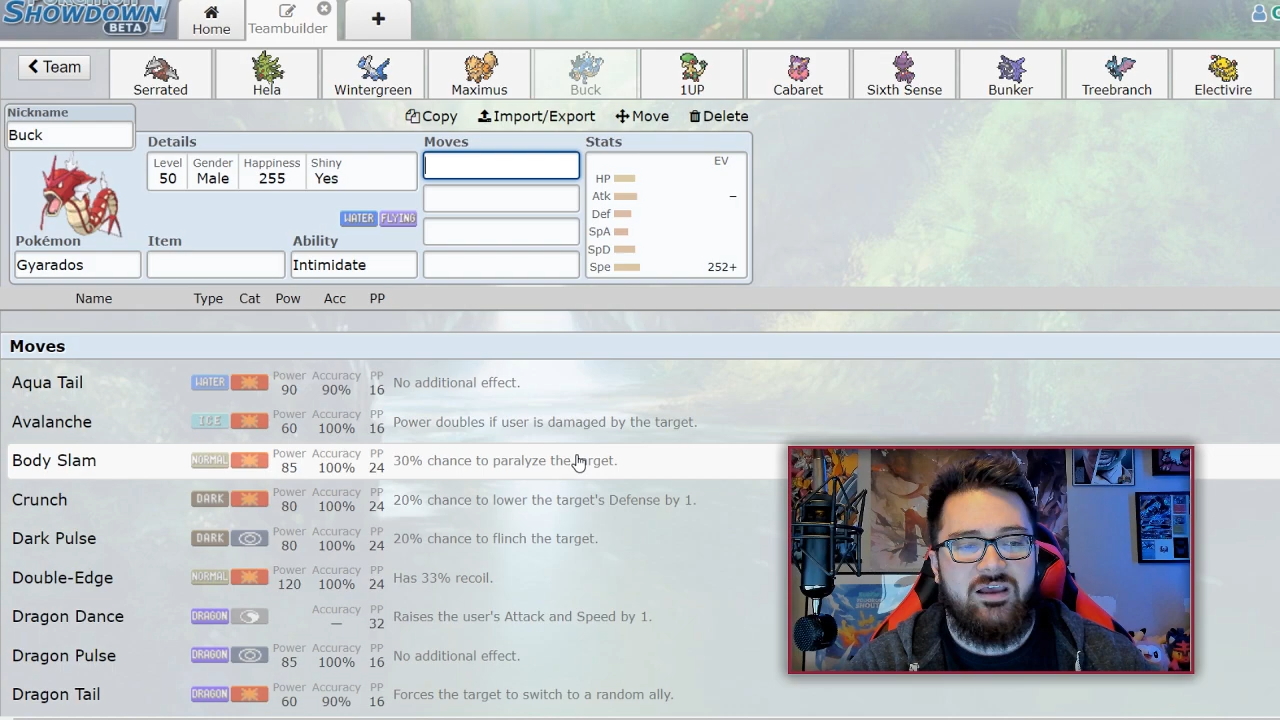 SHOWDOWN
BETA
Home
Teambuilder
+
Team
Serrated
Hela
Wintergreen
Maximus
Buck
1UP
Cabaret
Sixth Sense
Bunker
Treebranch
Electivire
Nickname
Buck
Copy Import/Export Move Delete
Details
Level Gender Happiness Shiny
50 Male 255 Yes
WATER FLYING
Pokémon Item Ability
Gyarados Intimidate
Moves
Stats
EV
HP
Atk –
Def
SpA
SpD
Spe 252+
Name Type Cat Pow Acc PP
Moves
Aqua Tail WATER Power 90 Accuracy 90% PP 16 No additional effect.
Avalanche ICE Power 60 Accuracy 100% PP 16 Power doubles if user is damaged by the target.
Body Slam NORMAL Power 85 Accuracy 100% PP 24 30% chance to paralyze the target.
Crunch DARK Power 80 Accuracy 100% PP 24 20% chance to lower the target's Defense by 1.
Dark Pulse DARK Power 80 Accuracy 100% PP 24 20% chance to flinch the target.
Double-Edge NORMAL Power 120 Accuracy 100% PP 24 Has 33% recoil.
Dragon Dance DRAGON Accuracy — PP 32 Raises the user's Attack and Speed by 1.
Dragon Pulse DRAGON Power 85 Accuracy 100% PP 16 No additional effect.
Dragon Tail DRAGON Power 60 Accuracy 90% PP 16 Forces the target to switch to a random ally.